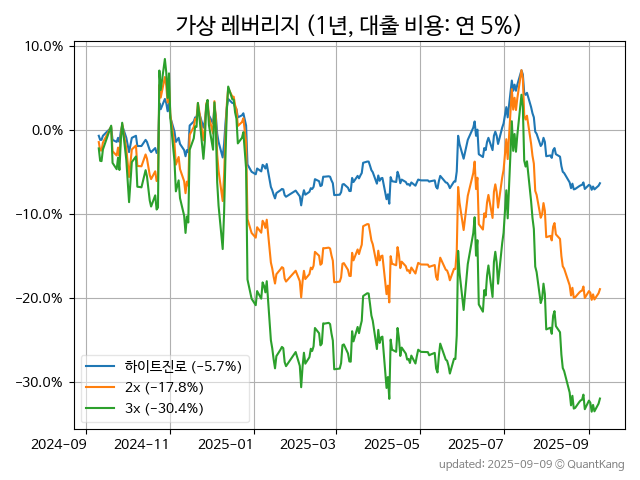 가상 레버리지 (1년, 대출 비용: 연 5%)
10.0%
0.0%
−10.0%
−20.0%
−30.0%
하이트진로 (−5.7%)
2x (−17.8%)
3x (−30.4%)
2024-09 2024-11 2025-01 2025-03 2025-05 2025-07 2025-09
updated: 2025-09-09 © QuantKang